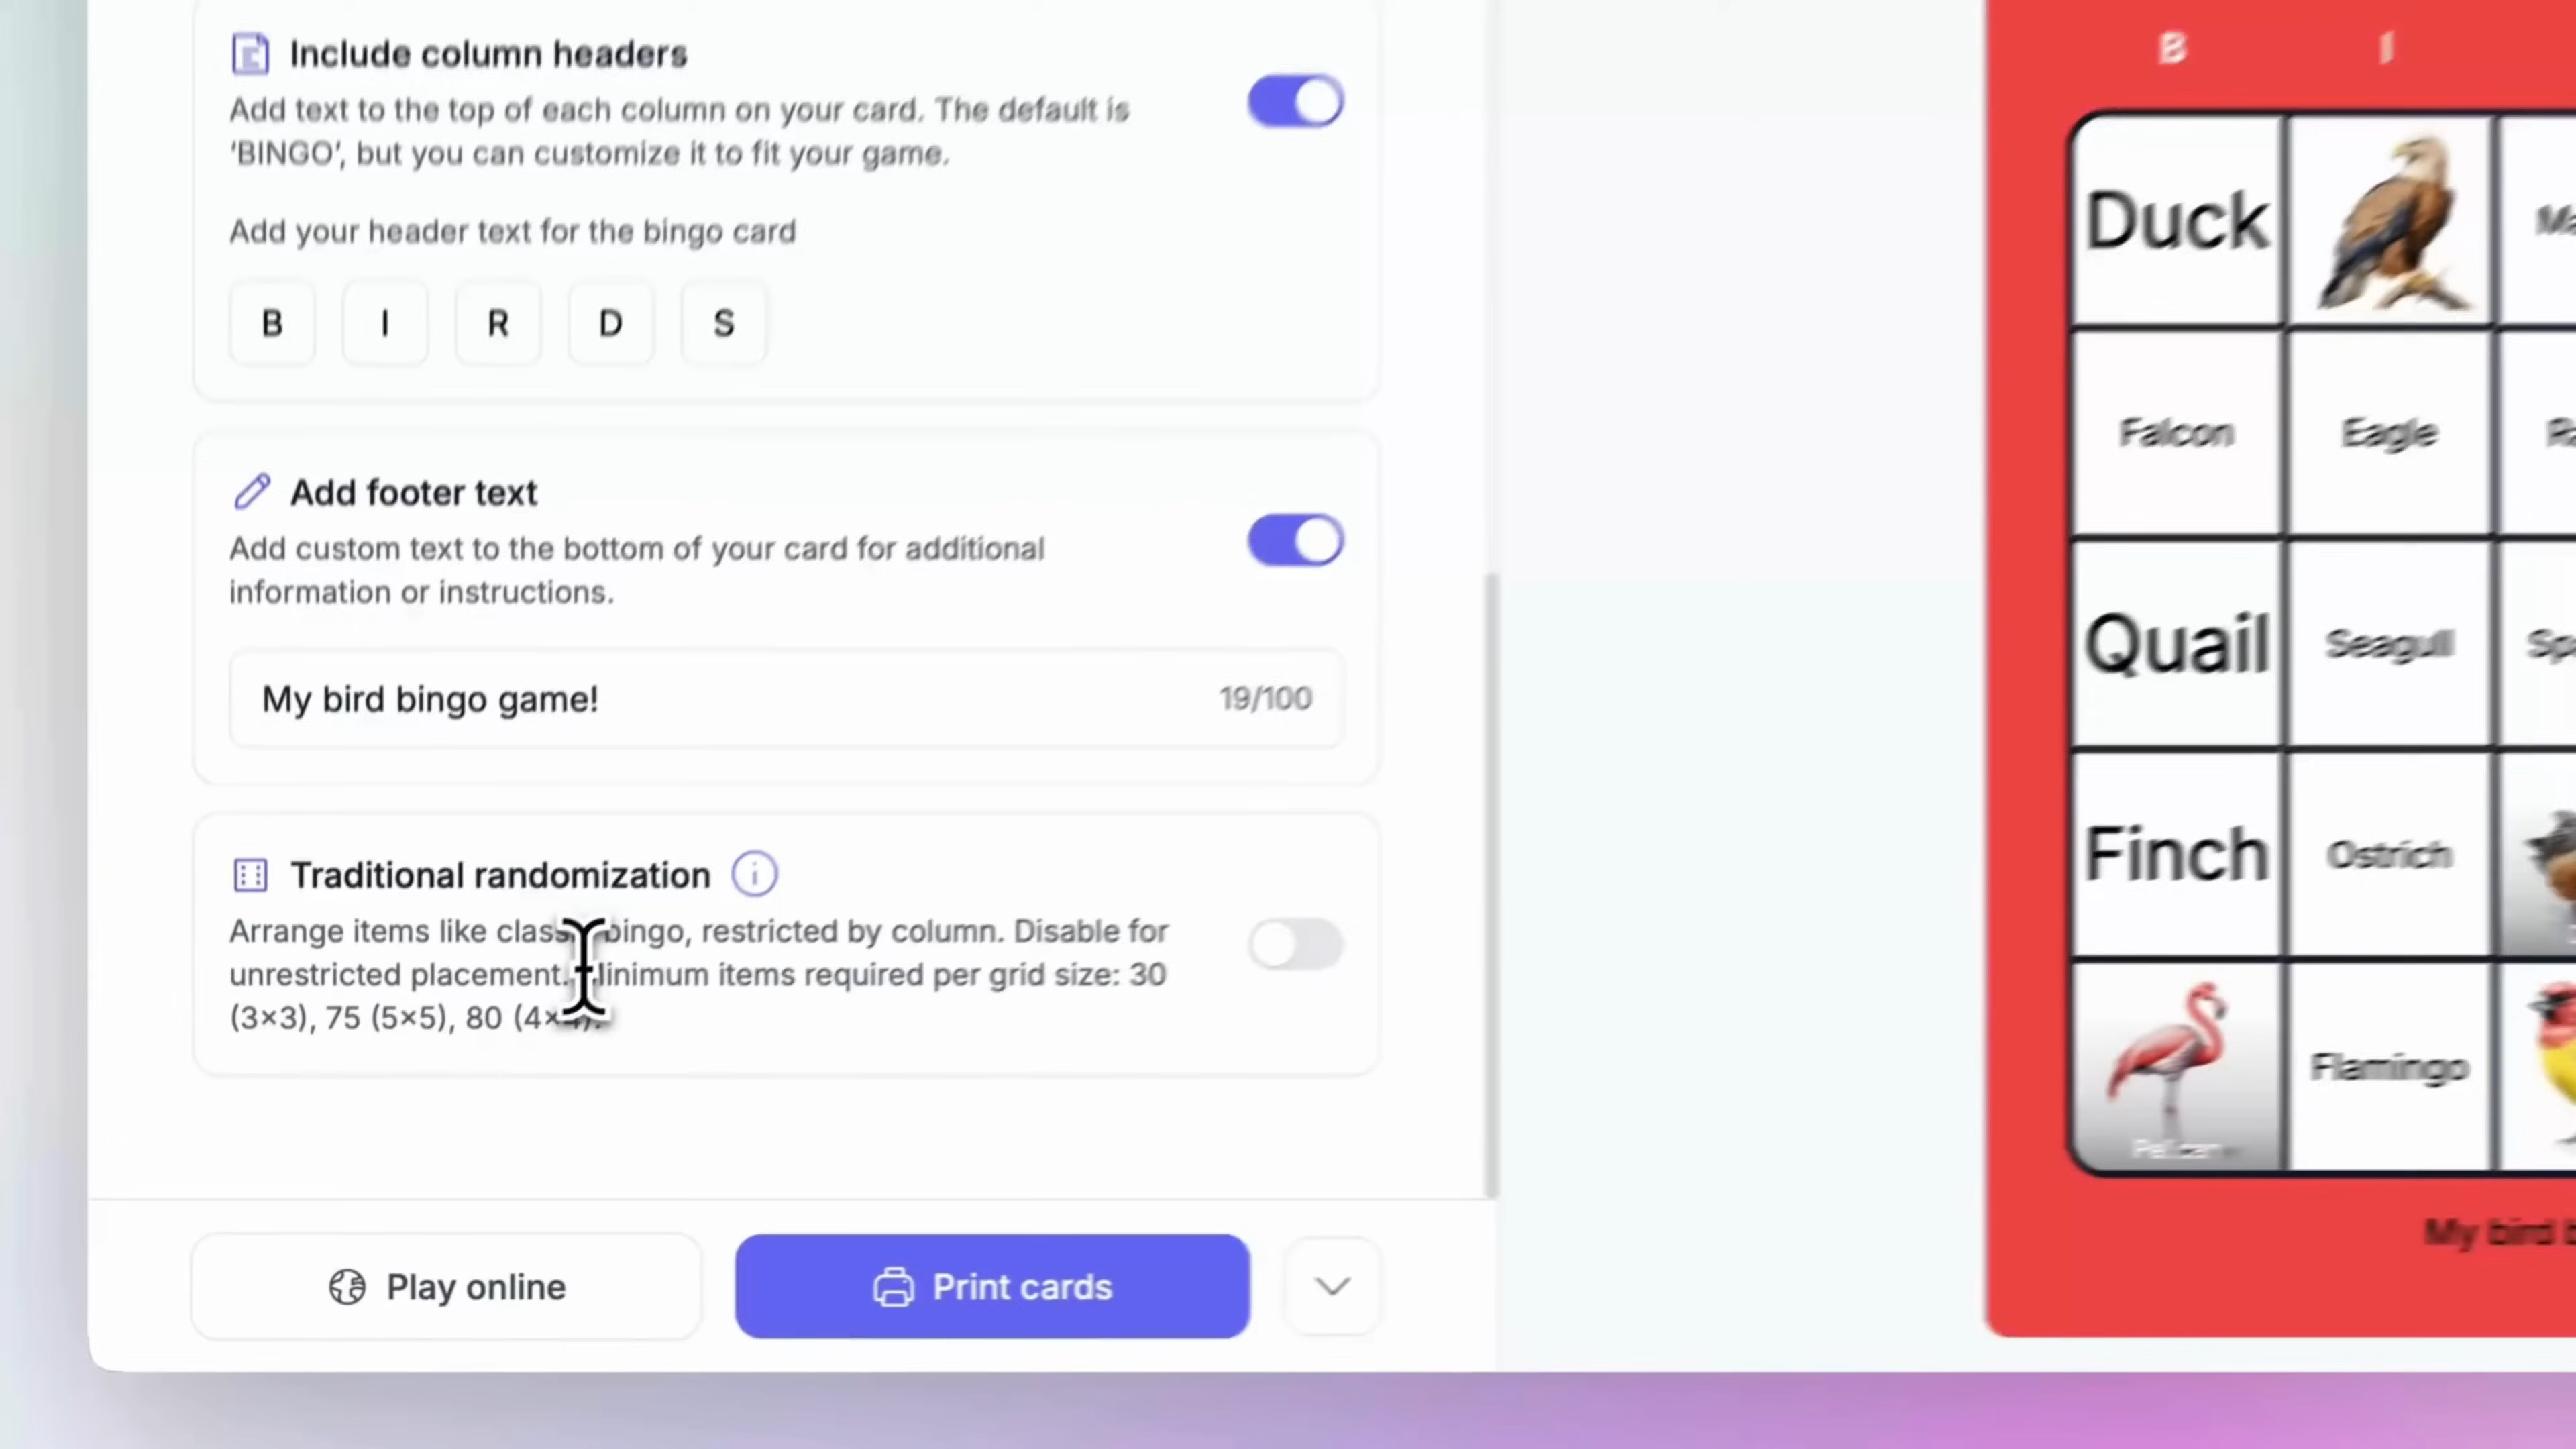 Include column headers
Add text to the top of each column on your card. The default is
‘BINGO’, but you can customize it to fit your game.
Add your header text for the bingo card
B I R D S
Add footer text
Add custom text to the bottom of your card for additional
information or instructions.
My bird bingo game! 19/100
Traditional randomization
Arrange items like bingo, restricted by column. Disable for
unrestricted placement. items required per grid size: 30
(3×3), 75 (5×5), 80
Play online
Print cards
B I
Duck
Falcon Eagle
Quail Seagull
Finch Ostrich
Flamingo
My bird